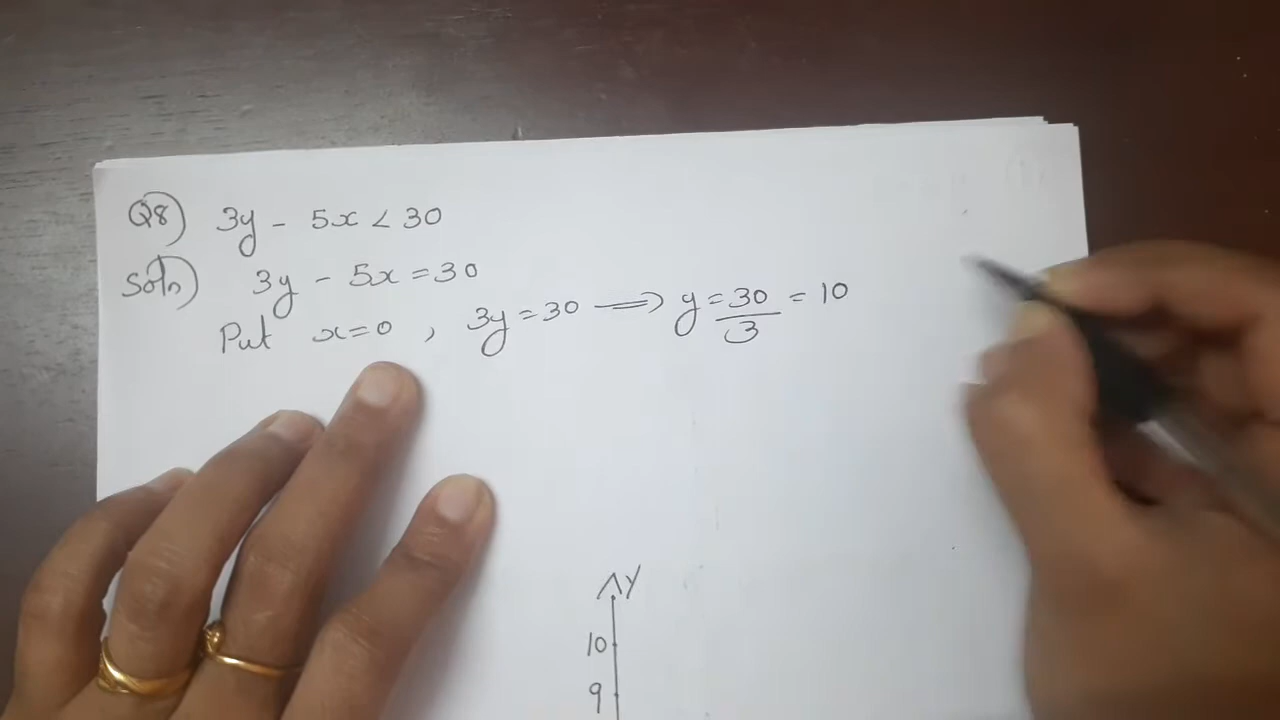 Q8) 3y - 5x < 30
Soln) 3y - 5x = 30
Put x=0 , 3y = 30 ⟹ y = 30/3 = 10
Y
10
9